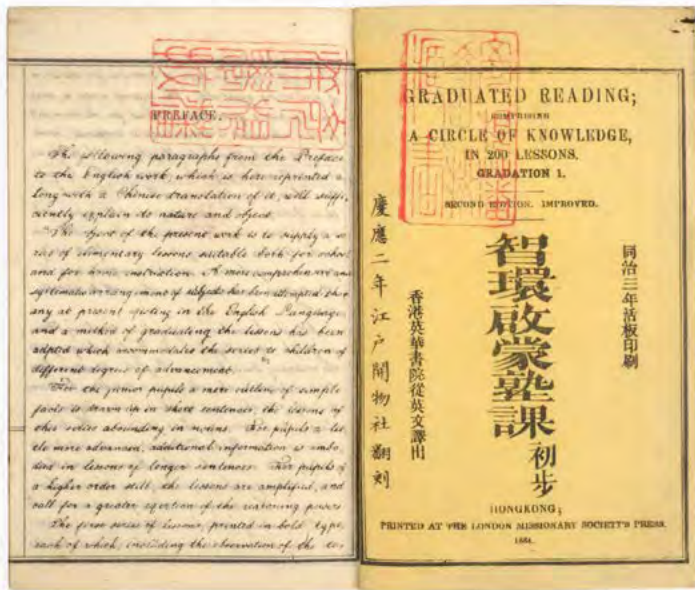 GRADUATED READING;
COMPRISING
A CIRCLE OF KNOWLEDGE,
IN 200 LESSONS.
GRADATION 1.
SECOND EDITION. IMPROVED.
同治三年活板印刷
智環啟蒙塾課初步
香港英華書院從英文譯出
慶應二年江戶開物社翻刻
HONGKONG;
PRINTED AT THE LONDON MISSIONARY SOCIETY'S PRESS.
1864.
PREFACE.
The following paragraphs from the Preface
to the English work, which is here reprinted a
long with a Chinese translation of it, will suffi-
ciently explain its nature and object.
The object of the present work is to supply a se
ries of elementary lessons suitable both for school
and for home instruction. A more comprehensive and
systematic arrangement of subjects has been attempted than
any at present existing in the English Language
and a method of graduating the lessons has been
adpted which accommodates the series to children of
different degrees of advancement.
For the junior pupils a mere outline of simple
facts is drawn up in short sentences, the lessons of
this series abounding in nouns. For pupils a lit
tle more advanced, additional information is embo
died in lessons of longer sentences. For pupils of
a higher order still, the lessons are amplified, and
call for a greater exertion of the reasoning powers
The first series of lessons, printed in bold type,
each of which, including the observation of the to-